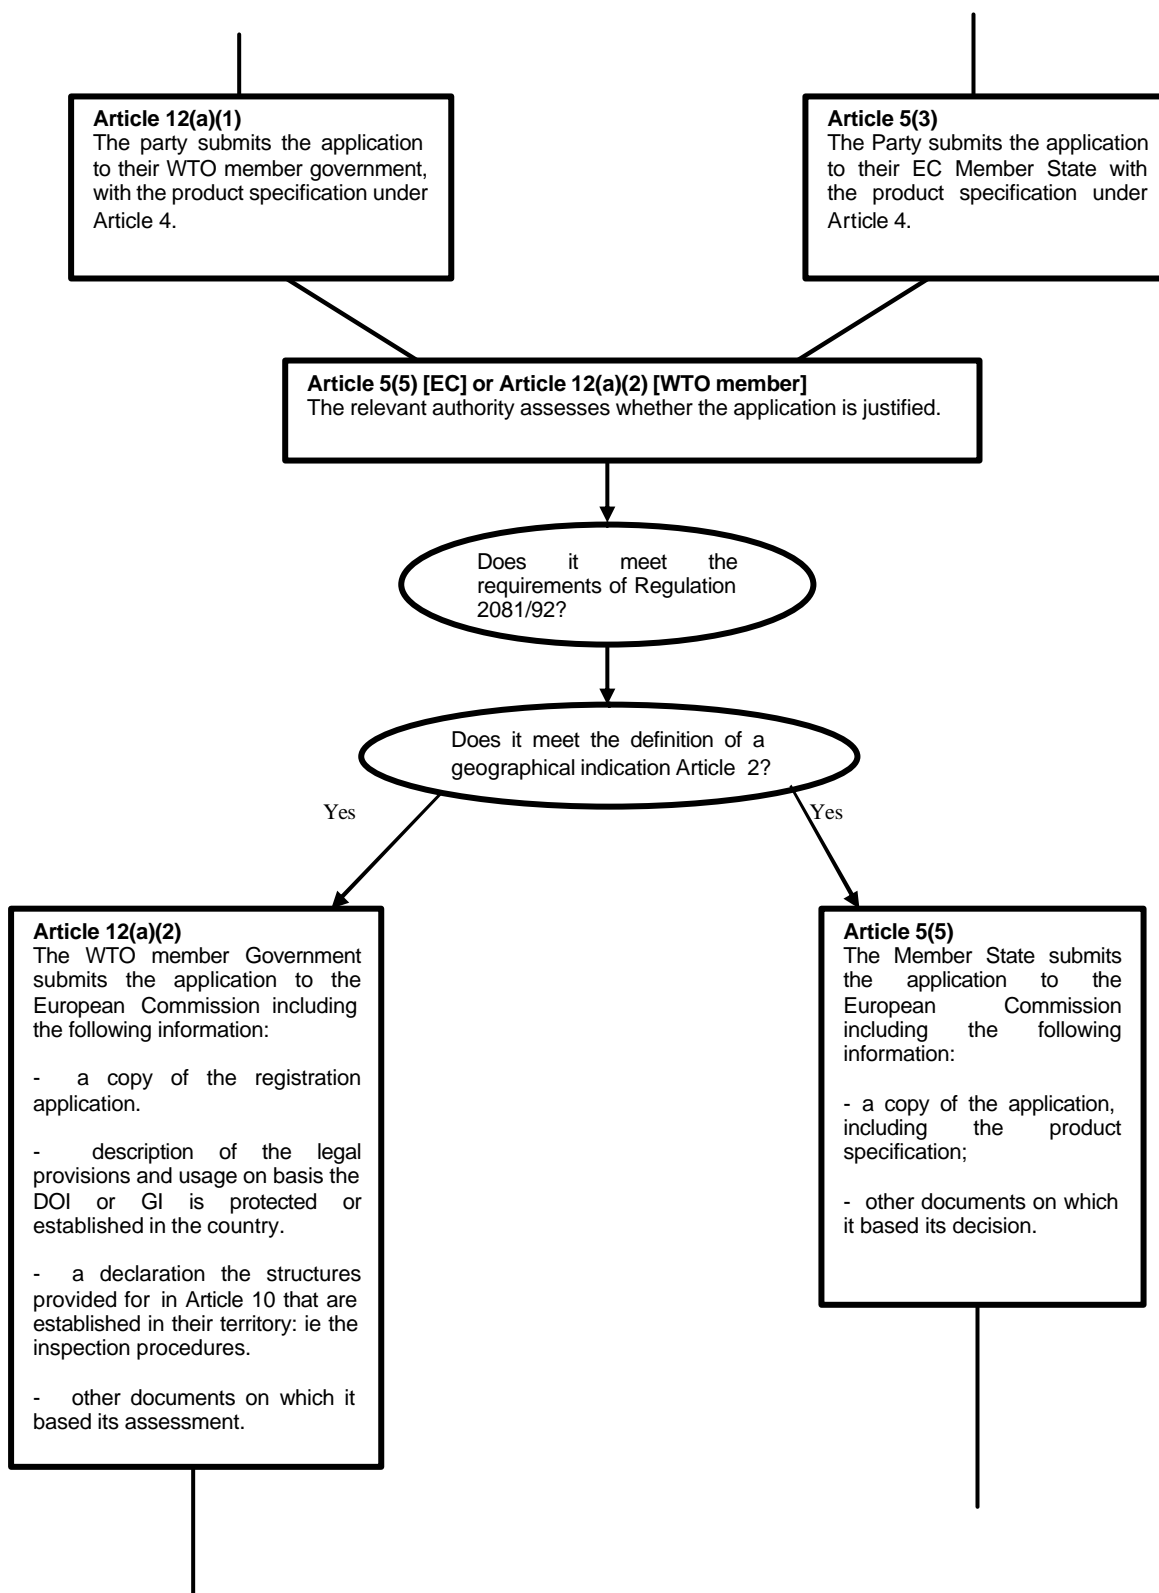 Article 12(a)(1)
The party submits the application
to their WTO member government,
with the product specification under
Article 4.
Article 5(3)
The Party submits the application
to their EC Member State with
the product specification under
Article 4.
Article 5(5) [EC] or Article 12(a)(2) [WTO member]
The relevant authority assesses whether the application is justified.
Does it meet the
requirements of Regulation
2081/92?
Does it meet the definition of a
geographical indication Article 2?
Yes
Yes
Article 12(a)(2)
The WTO member Government
submits the application to the
European Commission including
the following information:
- a copy of the registration
application.
- description of the legal
provisions and usage on basis the
DOI or GI is protected or
established in the country.
- a declaration the structures
provided for in Article 10 that are
established in their territory: ie the
inspection procedures.
- other documents on which it
based its assessment.
Article 5(5)
The Member State submits
the application to the
European Commission
including the following
information:
- a copy of the application,
including the product
specification;
- other documents on which
it based its decision.